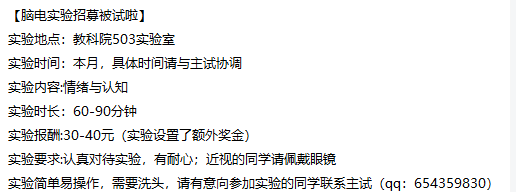 【脑电实验招募被试啦】
实验地点：教科院503实验室
实验时间：本月，具体时间请与主试协调
实验内容:情绪与认知
实验时长：60-90分钟
实验报酬:30-40元（实验设置了额外奖金）
实验要求:认真对待实验，有耐心；近视的同学请佩戴眼镜
实验简单易操作，需要洗头，请有意向参加实验的同学联系主试（qq：654359830）